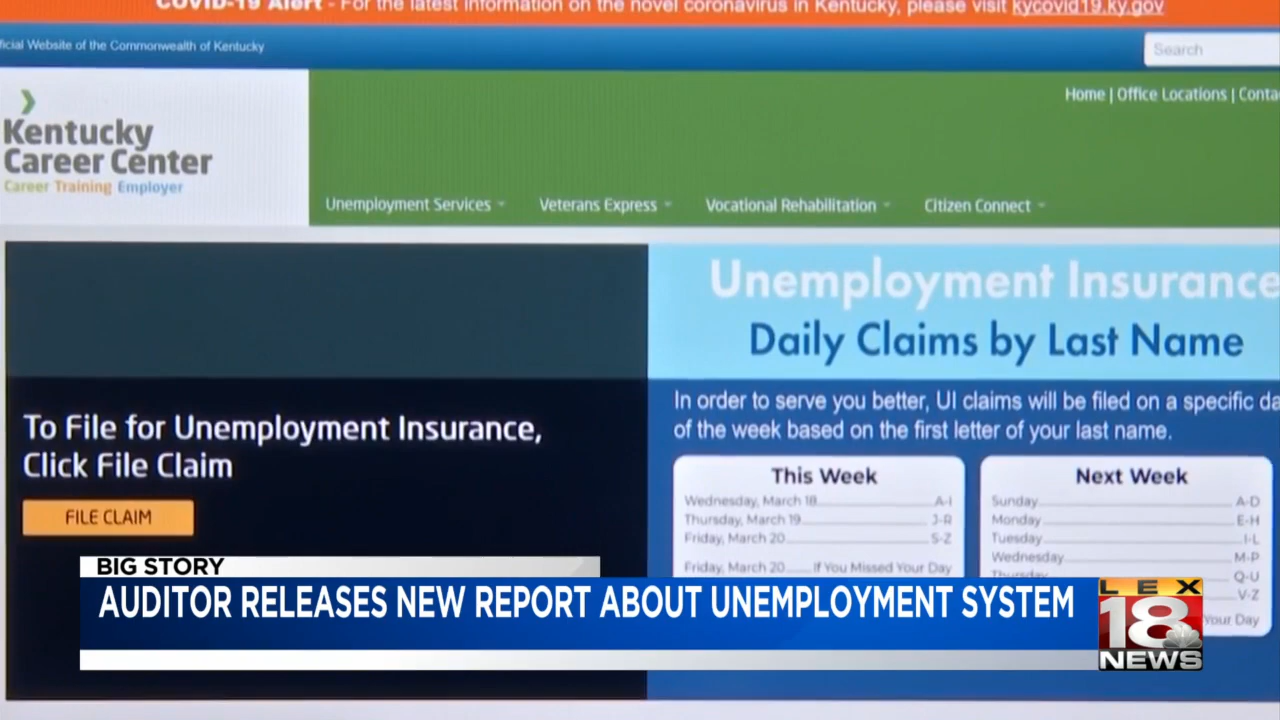 COVID-19 Alert - For the latest information on the novel coronavirus in Kentucky, please visit kycovid19.ky.gov
ficial Website of the Commonwealth of Kentucky
Search
Home | Office Locations | Conta
Kentucky
Career Center
Career Training Employer
Unemployment Services
Veterans Express
Vocational Rehabilitation
Citizen Connect
To File for Unemployment Insurance,
Click File Claim
FILE CLAIM
Unemployment Insurance
Daily Claims by Last Name
In order to serve you better, UI claims will be filed on a specific da
of the week based on the first letter of your last name.
This Week
Wednesday, March 18 A-I
Thursday, March 19 J-R
Friday, March 20 S-Z
Friday, March 20 If You Missed Your Day
Next Week
Sunday A-D
Monday E-H
Tuesday I-L
Wednesday M-P
Thursday Q-U
V-Z
Your Day
BIG STORY
AUDITOR RELEASES NEW REPORT ABOUT UNEMPLOYMENT SYSTEM
LEX
18
NEWS